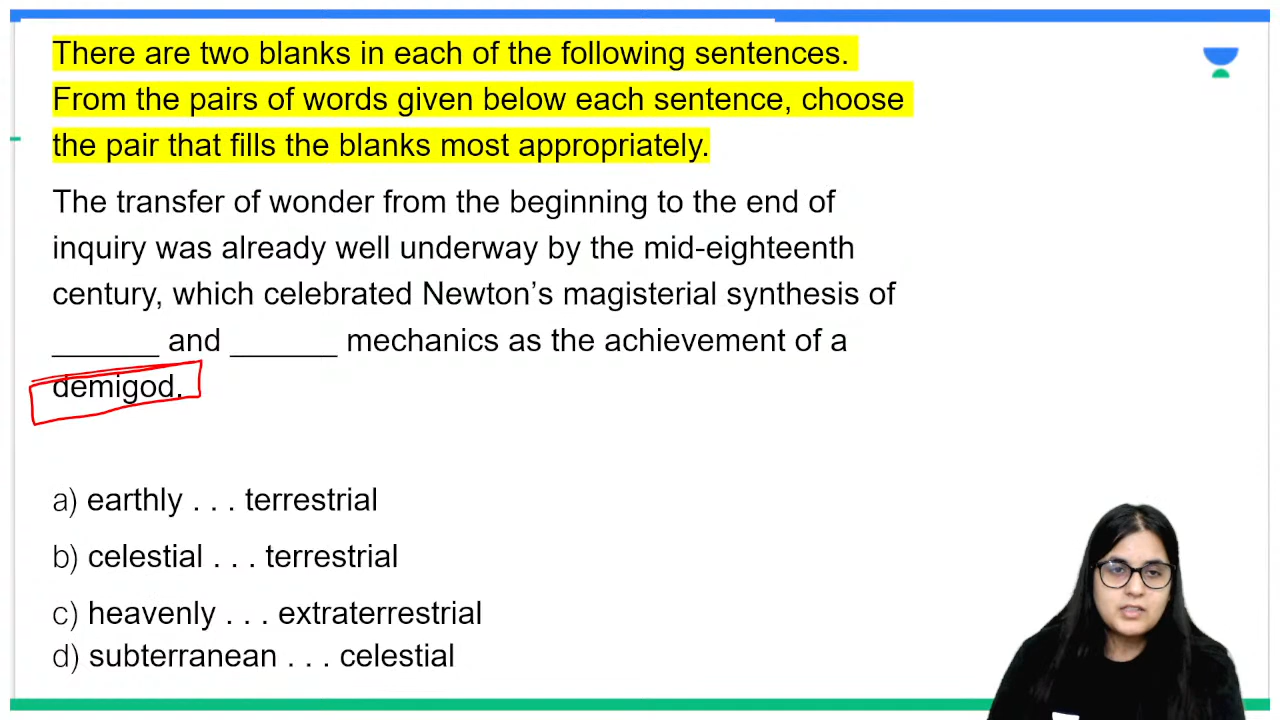 There are two blanks in each of the following sentences.
From the pairs of words given below each sentence, choose
the pair that fills the blanks most appropriately.
The transfer of wonder from the beginning to the end of
inquiry was already well underway by the mid-eighteenth
century, which celebrated Newton’s magisterial synthesis of
______ and ______ mechanics as the achievement of a
demigod.
a) earthly . . . terrestrial
b) celestial . . . terrestrial
c) heavenly . . . extraterrestrial
d) subterranean . . . celestial